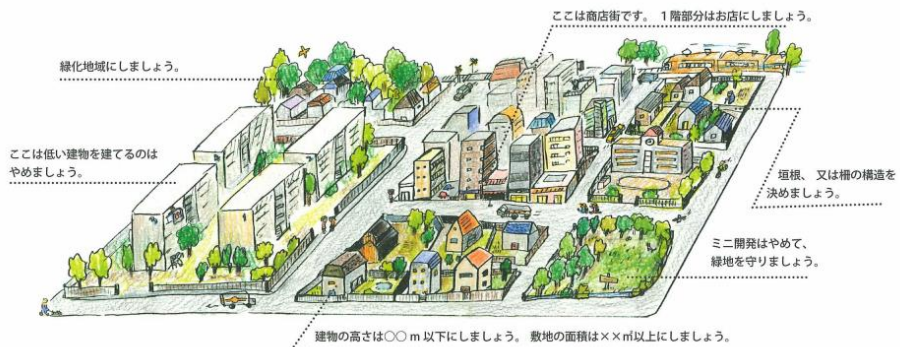 ここは商店街です。 1階部分はお店にしましょう。
緑化地域にしましょう。
ここは低い建物を建てるのは
やめましょう。
垣根、 又は柵の構造を
決めましょう。
ミニ開発はやめて、
緑地を守りましょう。
建物の高さは○○m以下にしましょう。 敷地の面積は××㎡以上にしましょう。